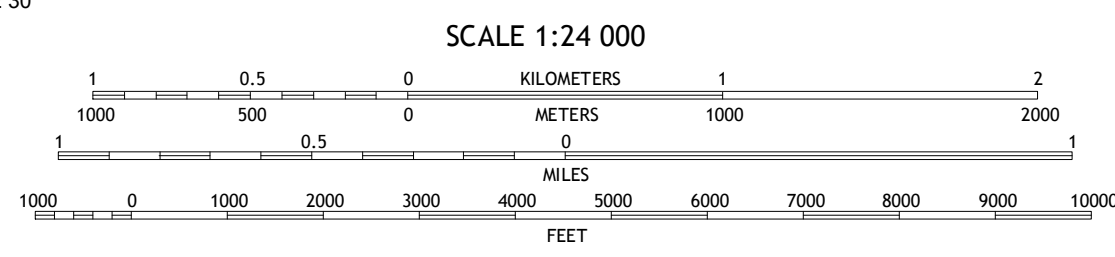 30
SCALE 1:24 000
1 0.5 0 KILOMETERS 1 2
1000 500 0 METERS 1000 2000
1 0.5 0 1
MILES
1000 0 1000 2000 3000 4000 5000 6000 7000 8000 9000 10000
FEET